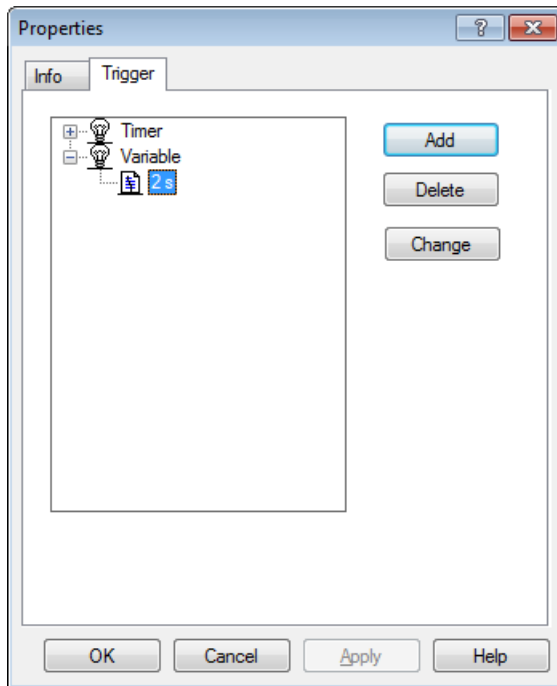 Properties
Info
Trigger
Timer
Variable
2 s
Add
Delete
Change
OK
Cancel
Apply
Help